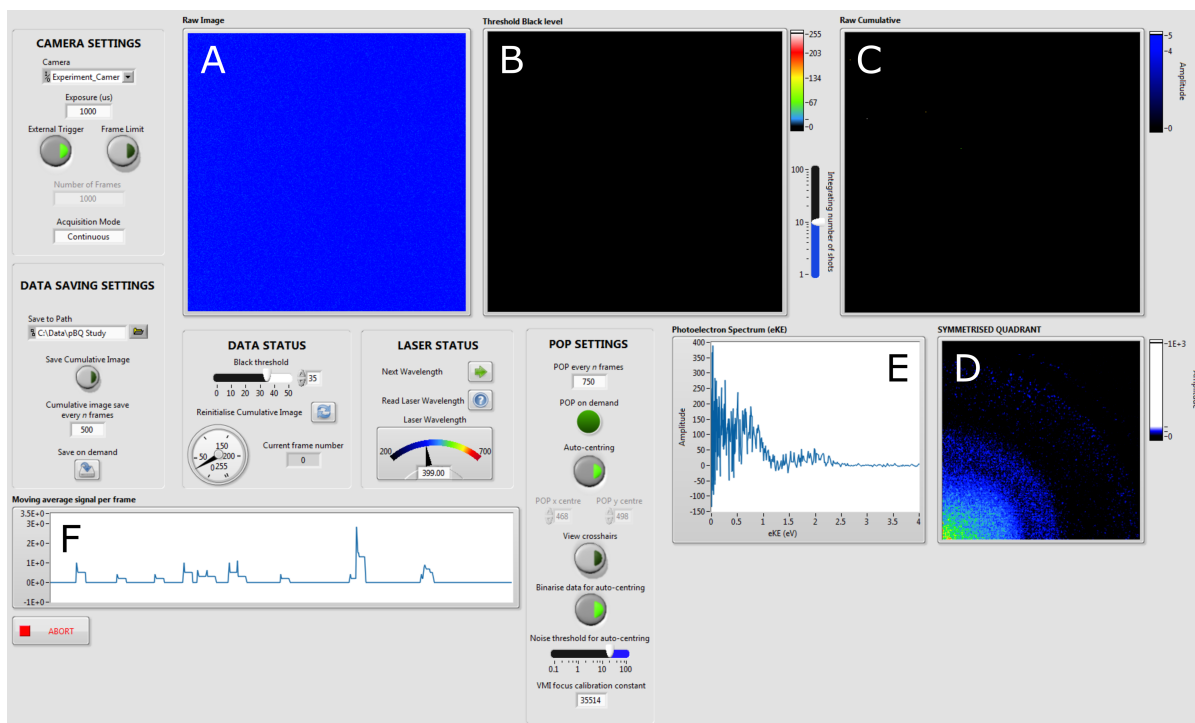 Raw Image
Threshold Black level
Raw Cumulative
CAMERA SETTINGS
Camera
Experiment_Camer
Exposure (us)
1000
External Trigger
Frame Limit
Number of Frames
1000
Acquisition Mode
Continuous
A
B
255
203
134
67
0
100
10
1
Integrating number of shots
C
5
4
0
Amplitude
DATA SAVING SETTINGS
Save to Path
C:\Data\pBQ Study
Save Cumulative Image
Cumulative image save
every n frames
500
Save on demand
DATA STATUS
Black threshold
0 10 20 30 40 50
35
Reinitialise Cumulative Image
50 150 200 0 255
Current frame number
0
LASER STATUS
Next Wavelength
Read Laser Wavelength
Laser Wavelength
200
700
399.00
POP SETTINGS
POP every n frames
750
POP on demand
Auto-centring
POP x centre
POP y centre
468
498
View crosshairs
Binarise data for auto-centring
Noise threshold for auto-centring
0.1 1 10 100
VMI focus calibration constant
35514
Photoelectron Spectrum (eKE)
E
Amplitude
400
350
300
250
200
150
100
50
0
-50
-100
-150
0 0.5 1 1.5 2 2.5 3 3.5 4
eKE (eV)
SYMMETRISED QUADRANT
D
1E+3
0
Moving average signal per frame
F
3.5E+0
3E+0
2E+0
1E+0
0E+0
-1E+0
ABORT